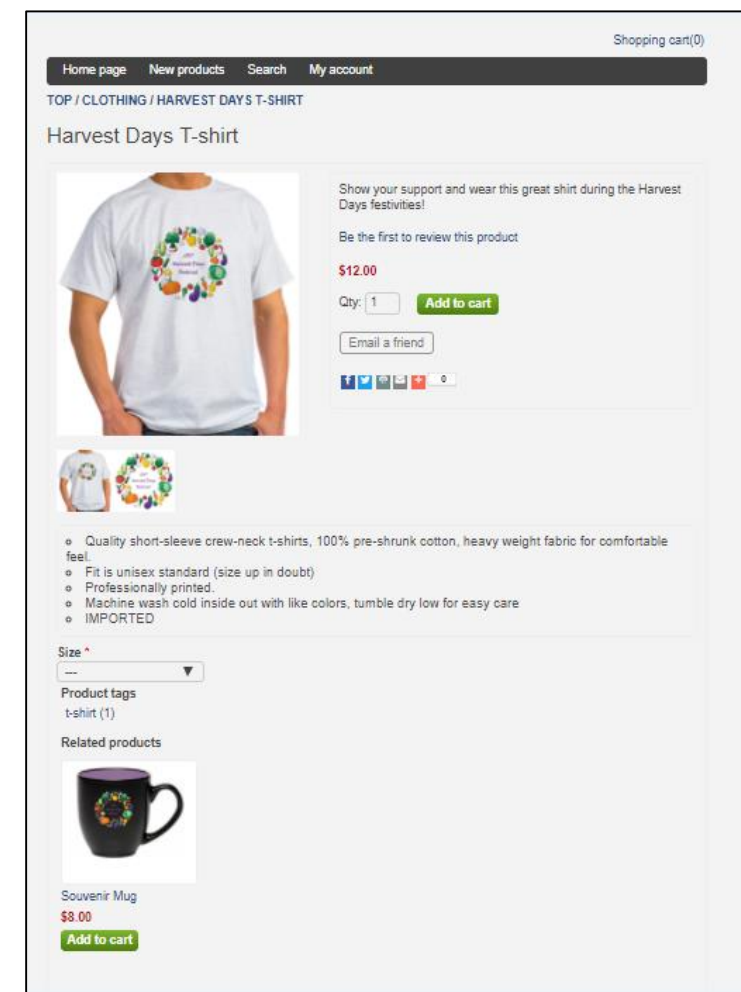 Shopping cart(0)
Home page New products Search My account
TOP / CLOTHING / HARVEST DAYS T-SHIRT
Harvest Days T-shirt
Show your support and wear this great shirt during the Harvest
Days festivities!
Be the first to review this product
$12.00
Qty: 1 Add to cart
Email a friend
0
Quality short-sleeve crew-neck t-shirts, 100% pre-shrunk cotton, heavy weight fabric for comfortable
feel.
Fit is unisex standard (size up in doubt)
Professionally printed.
Machine wash cold inside out with like colors, tumble dry low for easy care
IMPORTED
Size *
---
Product tags
t-shirt (1)
Related products
Souvenir Mug
$8.00
Add to cart